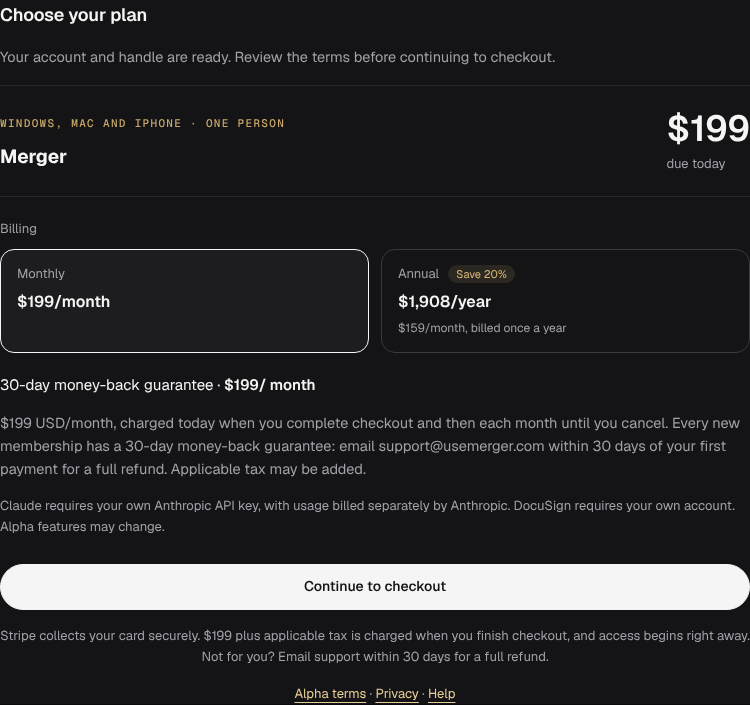 Choose your plan
Your account and handle are ready. Review the terms before continuing to checkout.
WINDOWS, MAC AND IPHONE · ONE PERSON
Merger
$199
due today
Billing
Monthly
$199/month
Annual Save 20%
$1,908/year
$159/month, billed once a year
30-day money-back guarantee · $199/ month
$199 USD/month, charged today when you complete checkout and then each month until you cancel. Every new
membership has a 30-day money-back guarantee: email support@usemerger.com within 30 days of your first
payment for a full refund. Applicable tax may be added.
Claude requires your own Anthropic API key, with usage billed separately by Anthropic. DocuSign requires your own account.
Alpha features may change.
Continue to checkout
Stripe collects your card securely. $199 plus applicable tax is charged when you finish checkout, and access begins right away.
Not for you? Email support within 30 days for a full refund.
Alpha terms · Privacy · Help